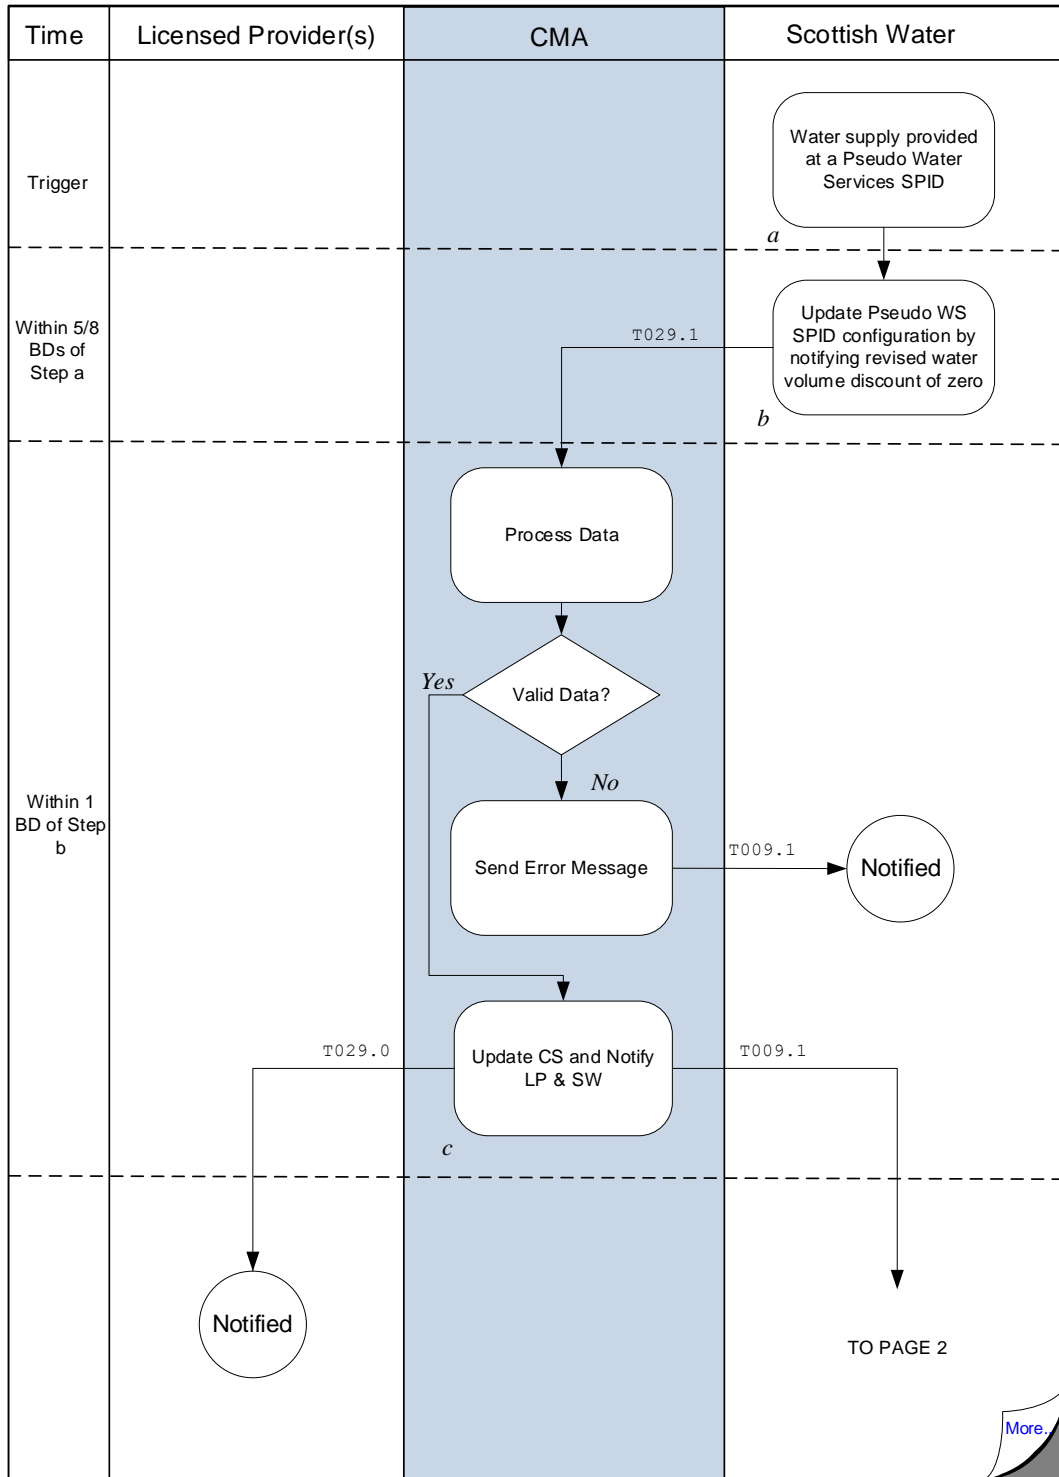 Time
Licensed Provider(s)
CMA
Scottish Water
Trigger
Water supply provided
at a Pseudo Water
Services SPID
a
Within 5/8
BDs of
Step a
T029.1
Update Pseudo WS
SPID configuration by
notifying revised water
volume discount of zero
b
Process Data
Yes
Valid Data?
No
Within 1
BD of Step
b
Send Error Message
T009.1
Notified
T029.0
Update CS and Notify
LP & SW
T009.1
c
Notified
TO PAGE 2
More..